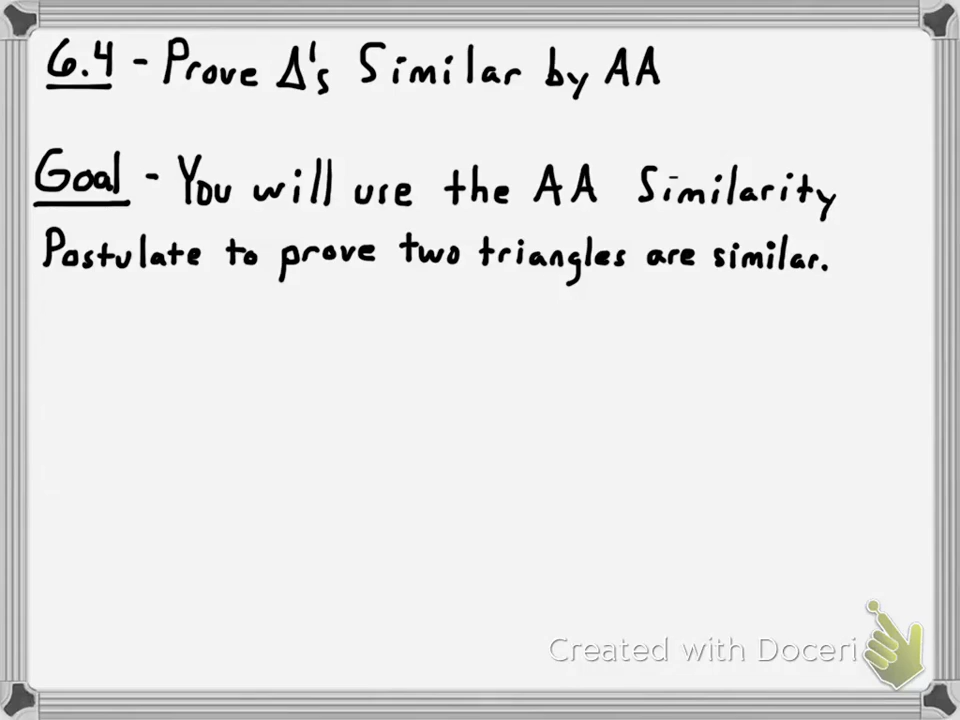 6.4 - Prove Δ's Similar by AA
Goal - You will use the AA Similarity
Postulate to prove two triangles are similar.
Created with Doceri